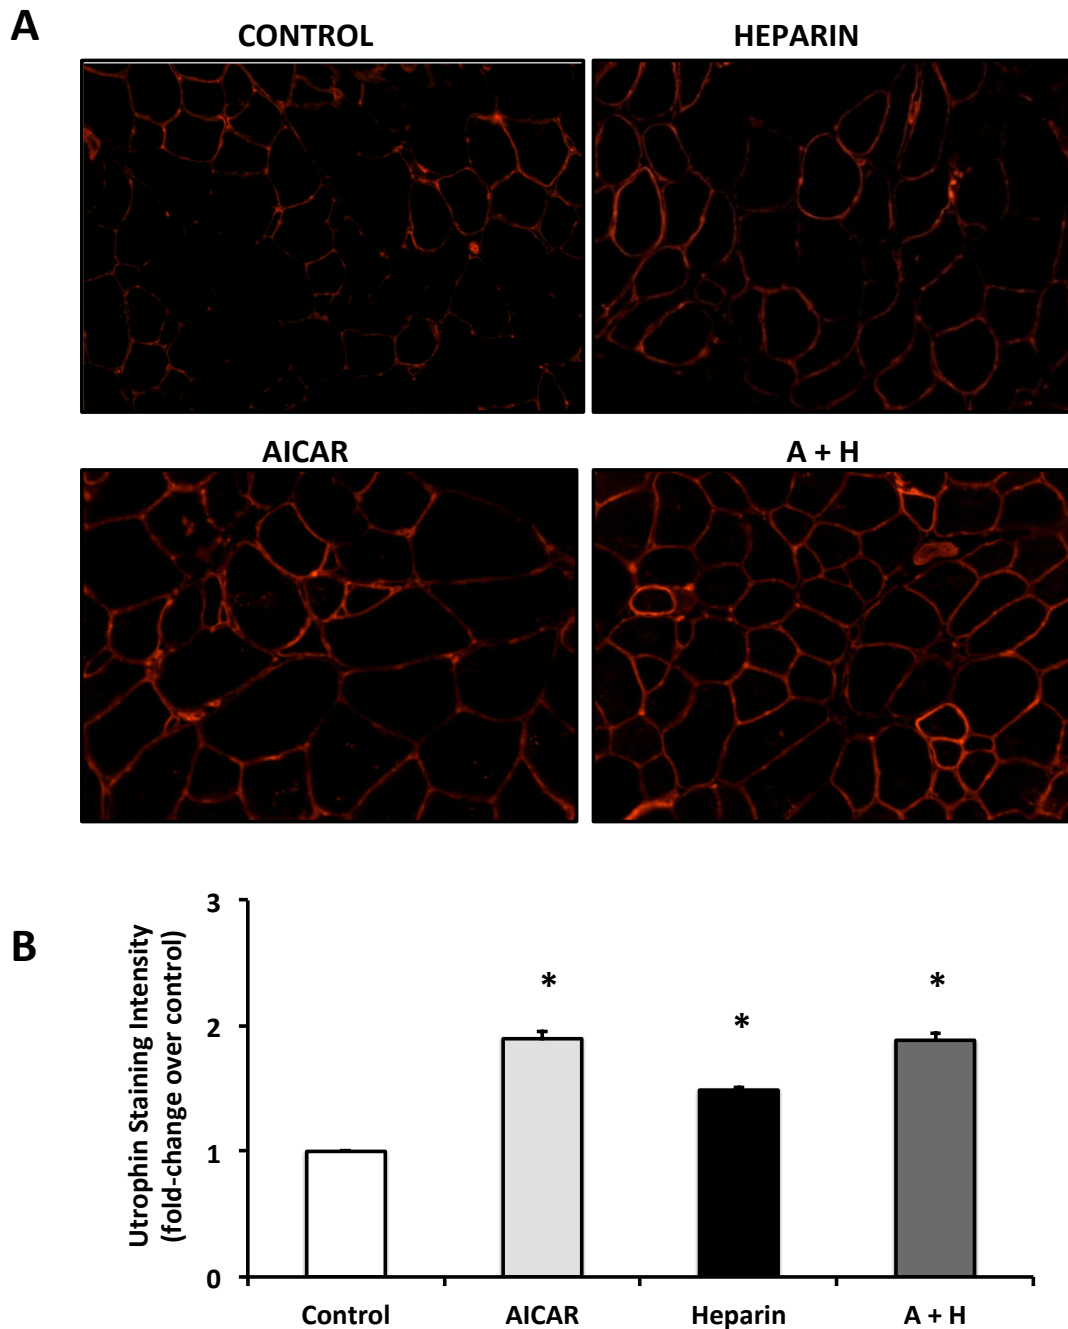 A
CONTROL
HEPARIN
AICAR
A + H
B
Utrophin Staining Intensity
(fold-change over control)
3
2
1
0
*
*
*
Control
AICAR
Heparin
A + H